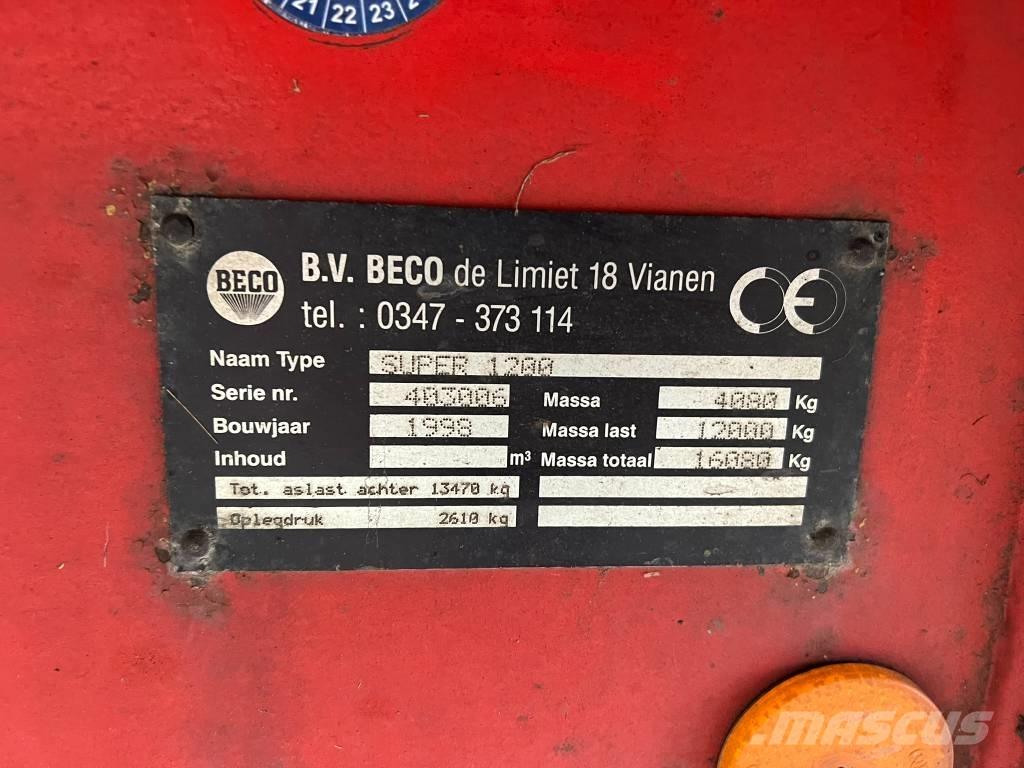 21 22 23
BECO
B.V. BECO de Limiet 18 Vianen
tel. : 0347 - 373 114
CE
Naam Type SUPER 1200
Serie nr. 403006 Massa 4080 Kg
Bouwjaar 1998 Massa last 12000 Kg
Inhoud m³ Massa totaal 16080 Kg
Tot. aslast achter 13470 kg
Oplegdruk 2610 kg
MASCUS